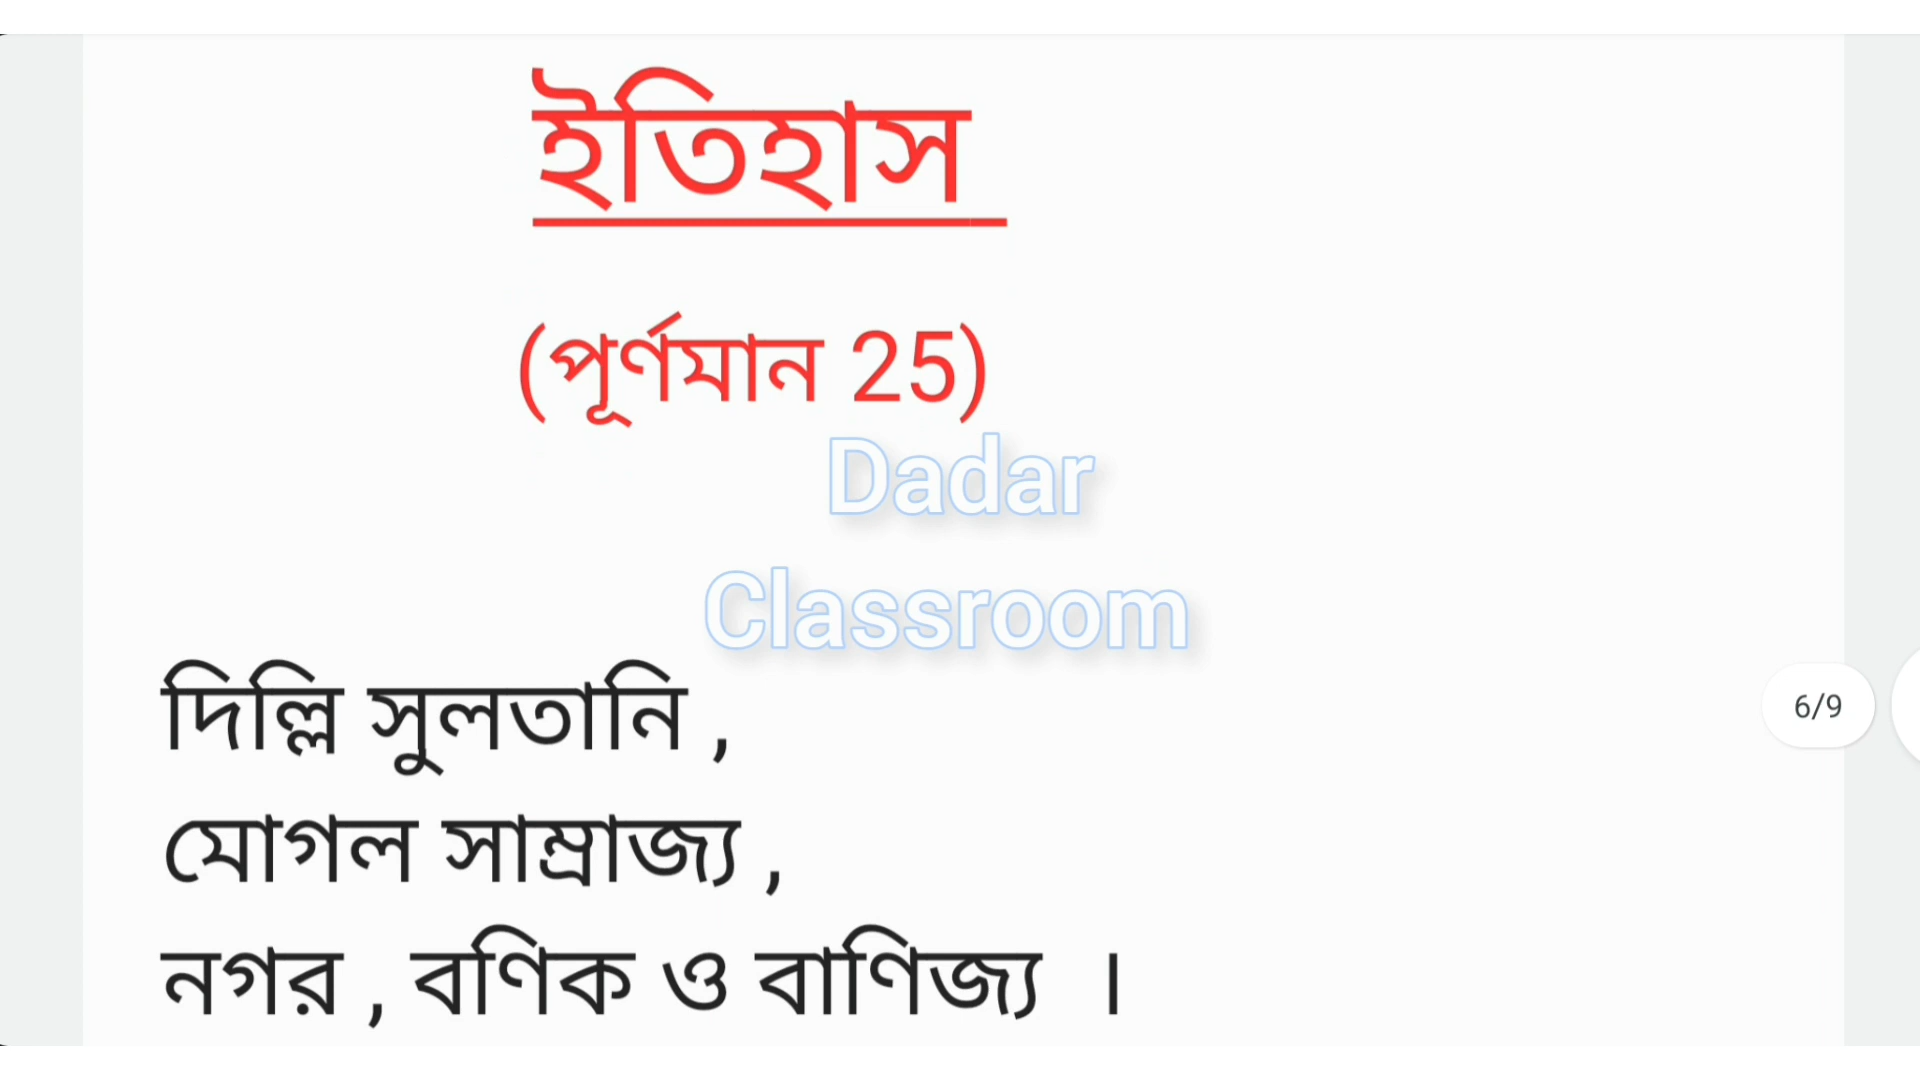 ইতিহাস
(পূর্ণমান 25)
Dadar
Classroom
দিল্লি সুলতানি ,
মোগল সাম্রাজ্য ,
নগর , বণিক ও বাণিজ্য ।
6/9